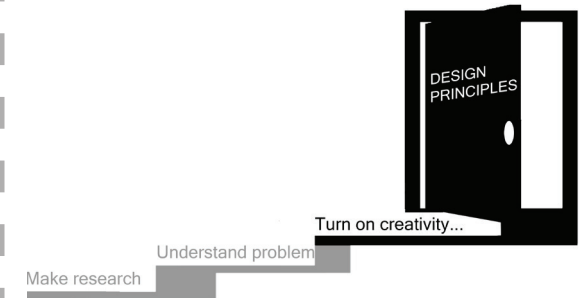 DESIGN
PRINCIPLES
Turn on creativity...
Understand problem
Make research